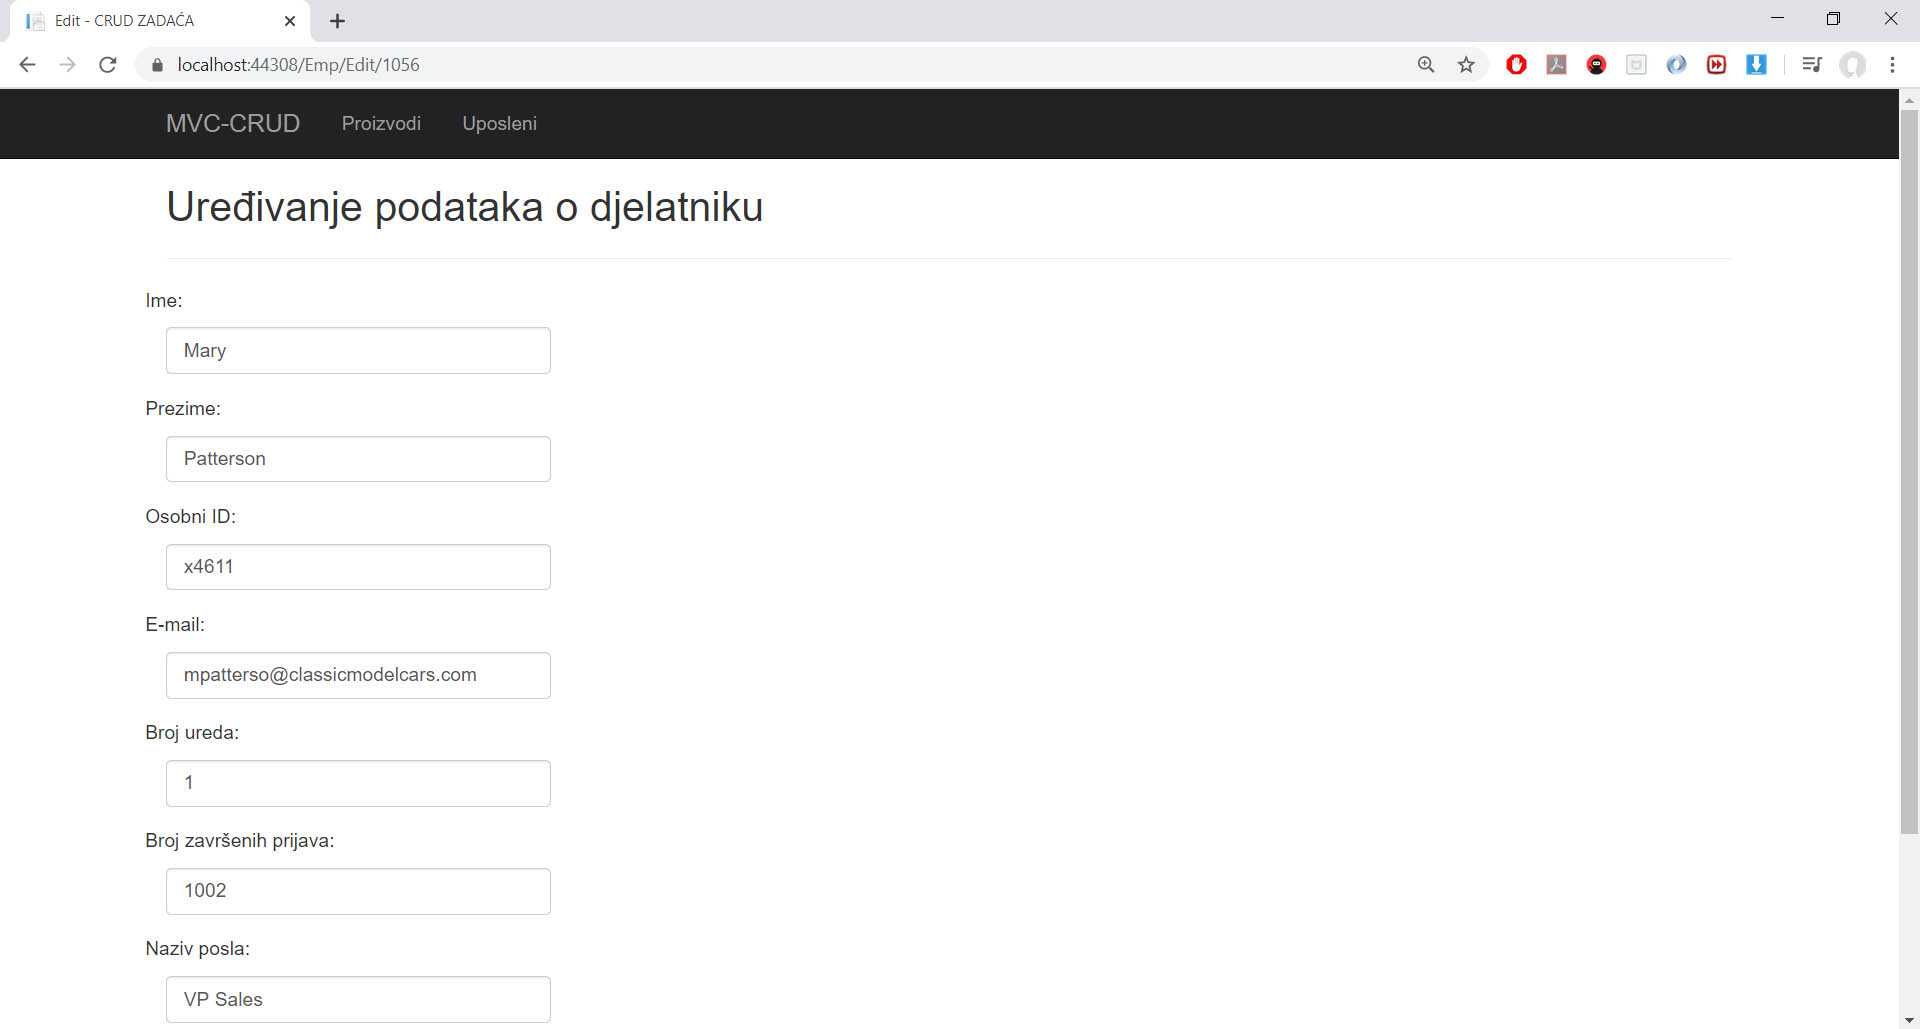 Edit - CRUD ZADAĆA
localhost:44308/Emp/Edit/1056
MVC-CRUD Proizvodi Uposleni
Uređivanje podataka o djelatniku
Ime:
Mary
Prezime:
Patterson
Osobni ID:
x4611
E-mail:
mpatterso@classicmodelcars.com
Broj ureda:
1
Broj završenih prijava:
1002
Naziv posla:
VP Sales